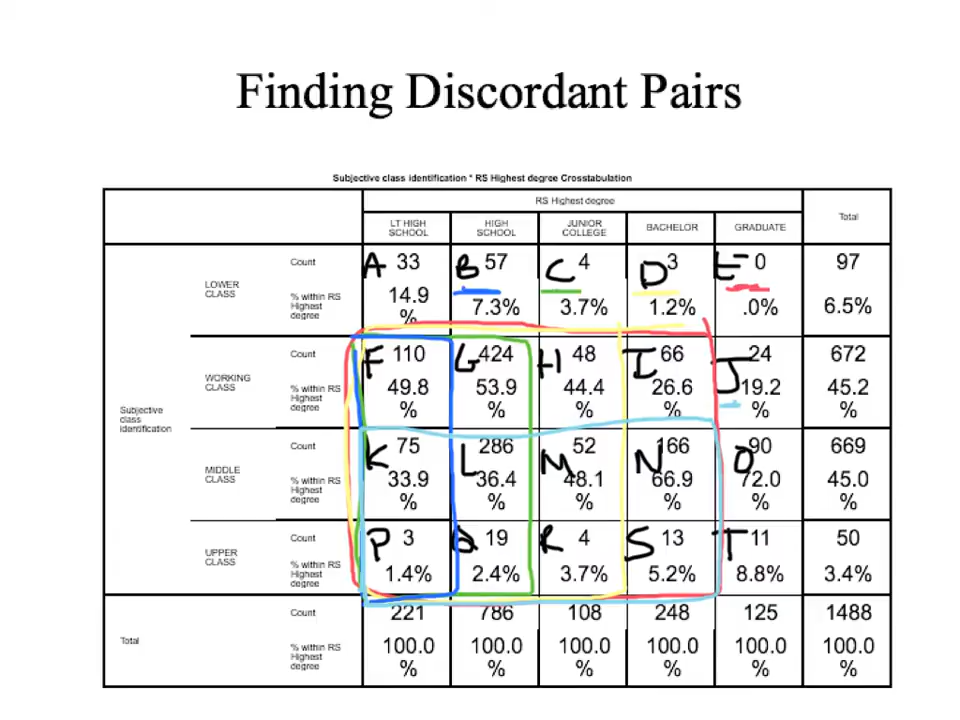 Finding Discordant Pairs
Subjective class identification * RS Highest degree Crosstabulation
RS Highest degree
Total
LT HIGH SCHOOL
HIGH SCHOOL
JUNIOR COLLEGE
BACHELOR
GRADUATE
Subjective class identification
LOWER CLASS
Count
A 33
B 57
C 4
D 3
E 0
97
% within RS Highest degree
14.9 %
7.3%
3.7%
1.2%
.0%
6.5%
WORKING CLASS
Count
F 110
G 424
H 48
I 66
J 24
672
% within RS Highest degree
49.8 %
53.9 %
44.4 %
26.6 %
19.2 %
45.2 %
MIDDLE CLASS
Count
K 75
L 286
M 52
N 166
O 90
669
% within RS Highest degree
33.9 %
36.4 %
48.1 %
66.9 %
72.0 %
45.0 %
UPPER CLASS
Count
P 3
Q 19
R 4
S 13
T 11
50
% within RS Highest degree
1.4%
2.4%
3.7%
5.2%
8.8%
3.4%
Total
Count
221
786
108
248
125
1488
% within RS Highest degree
100.0 %
100.0 %
100.0 %
100.0 %
100.0 %
100.0 %